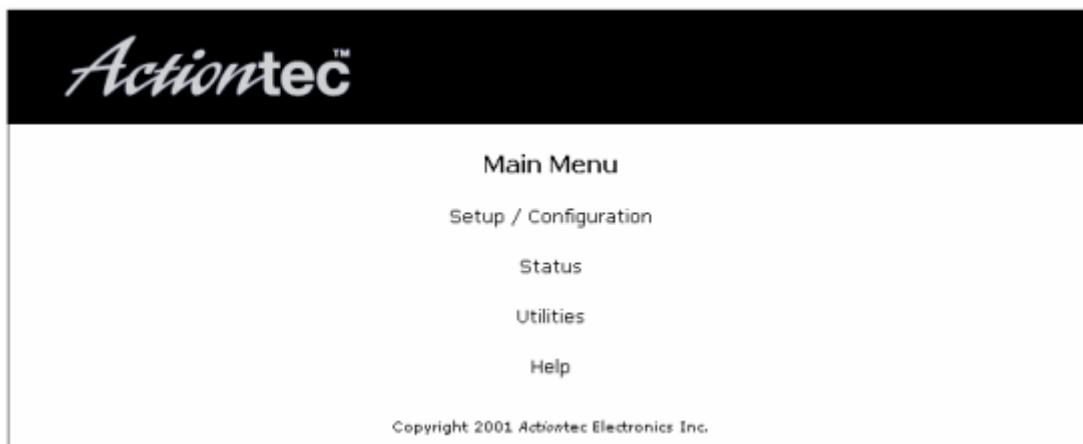 Actiontec™
Main Menu
Setup / Configuration
Status
Utilities
Help
Copyright 2001 Actiontec Electronics Inc.